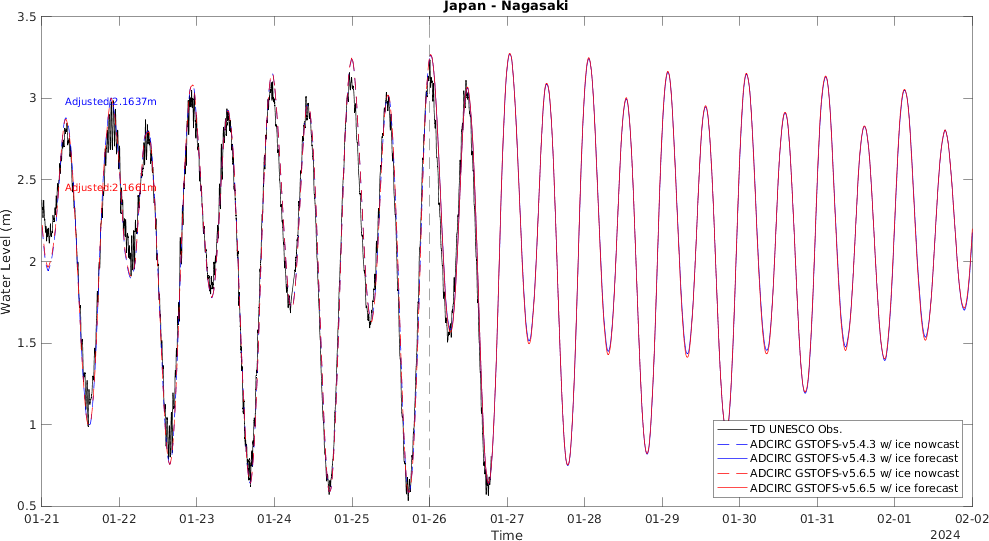 Japan - Nagasaki
3.5
3
2.5
2
1.5
1
0.5
Water Level (m)
Adjusted:2.1637m
Adjusted:2.1661m
TD UNESCO Obs.
ADCIRC GSTOFS-v5.4.3 w/ ice nowcast
ADCIRC GSTOFS-v5.4.3 w/ ice forecast
ADCIRC GSTOFS-v5.6.5 w/ ice nowcast
ADCIRC GSTOFS-v5.6.5 w/ ice forecast
01-21 01-22 01-23 01-24 01-25 01-26 01-27 01-28 01-29 01-30 01-31 02-01 02-02
Time
2024